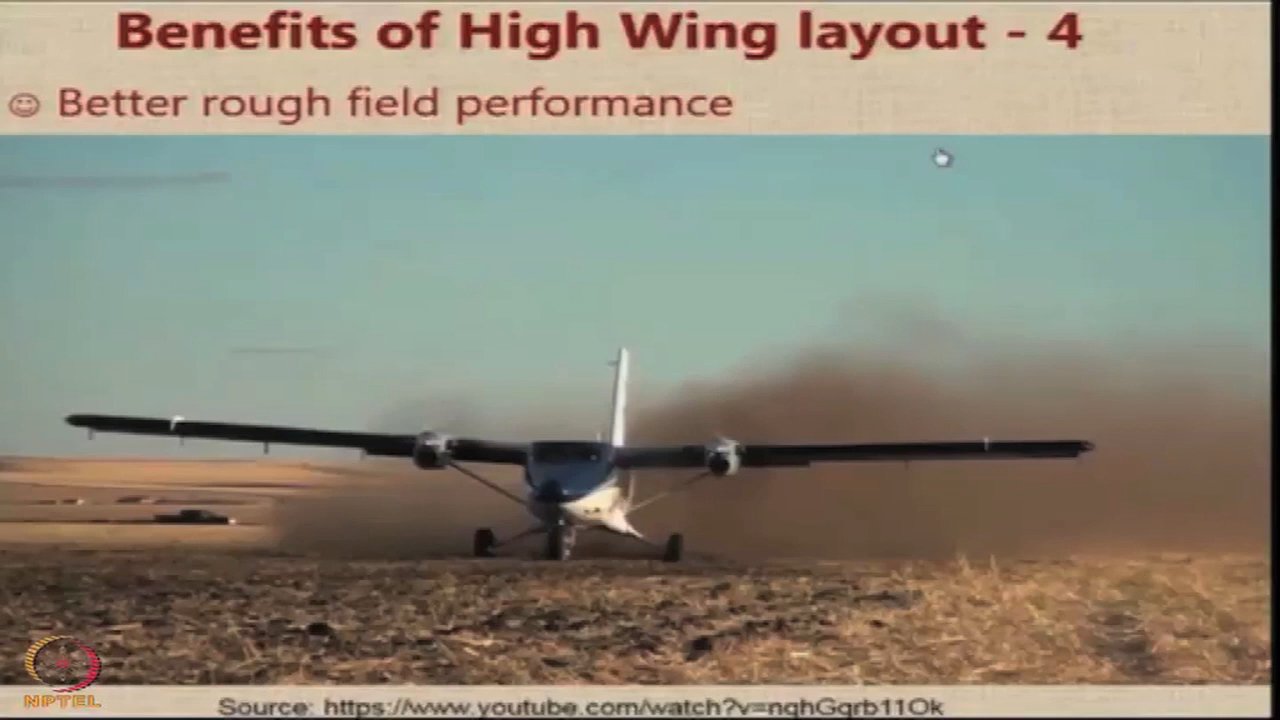 Benefits of High Wing layout - 4
Better rough field performance
NPTEL
Source: https://www.youtube.com/watch?v=nqhGqrb11Ok